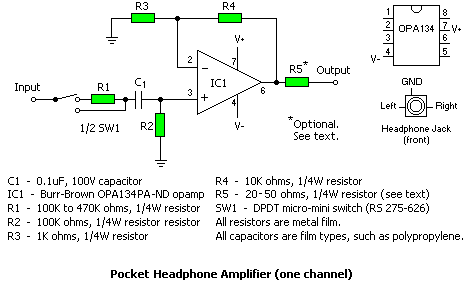 R3
R4
1
8
2
7
3
6
4
5
OPA134
V+
V-
V+
7
2
IC1
6
R5*
Output
3
4
V-
Input
R1
C1
1/2 SW1
R2
*Optional.
See text.
GND
Left
Right
Headphone Jack
(front)
C1 - 0.1uF, 100V capacitor
IC1 - Burr-Brown OPA134PA-ND opamp
R1 - 100K to 470K ohms, 1/4W resistor
R2 - 100K ohms, 1/4W resistor resistor
R3 - 1K ohms, 1/4W resistor
R4 - 10K ohms, 1/4W resistor
R5 - 20-50 ohms, 1/4W resistor (see text)
SW1 - DPDT micro-mini switch (RS 275-626)
All resistors are metal film.
All capacitors are film types, such as polypropylene.
Pocket Headphone Amplifier (one channel)